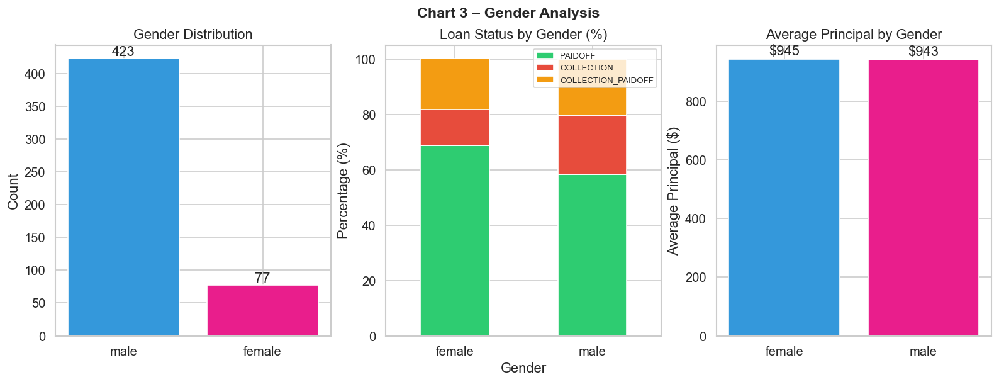 Chart 3 – Gender Analysis
Gender Distribution
423
77
400
350
300
250
200
150
100
50
0
Count
male
female
Loan Status by Gender (%)
PAIDOFF
COLLECTION
COLLECTION_PAIDOFF
100
80
60
40
20
0
Percentage (%)
female
male
Gender
Average Principal by Gender
$945
$943
800
600
400
200
0
Average Principal ($)
female
male